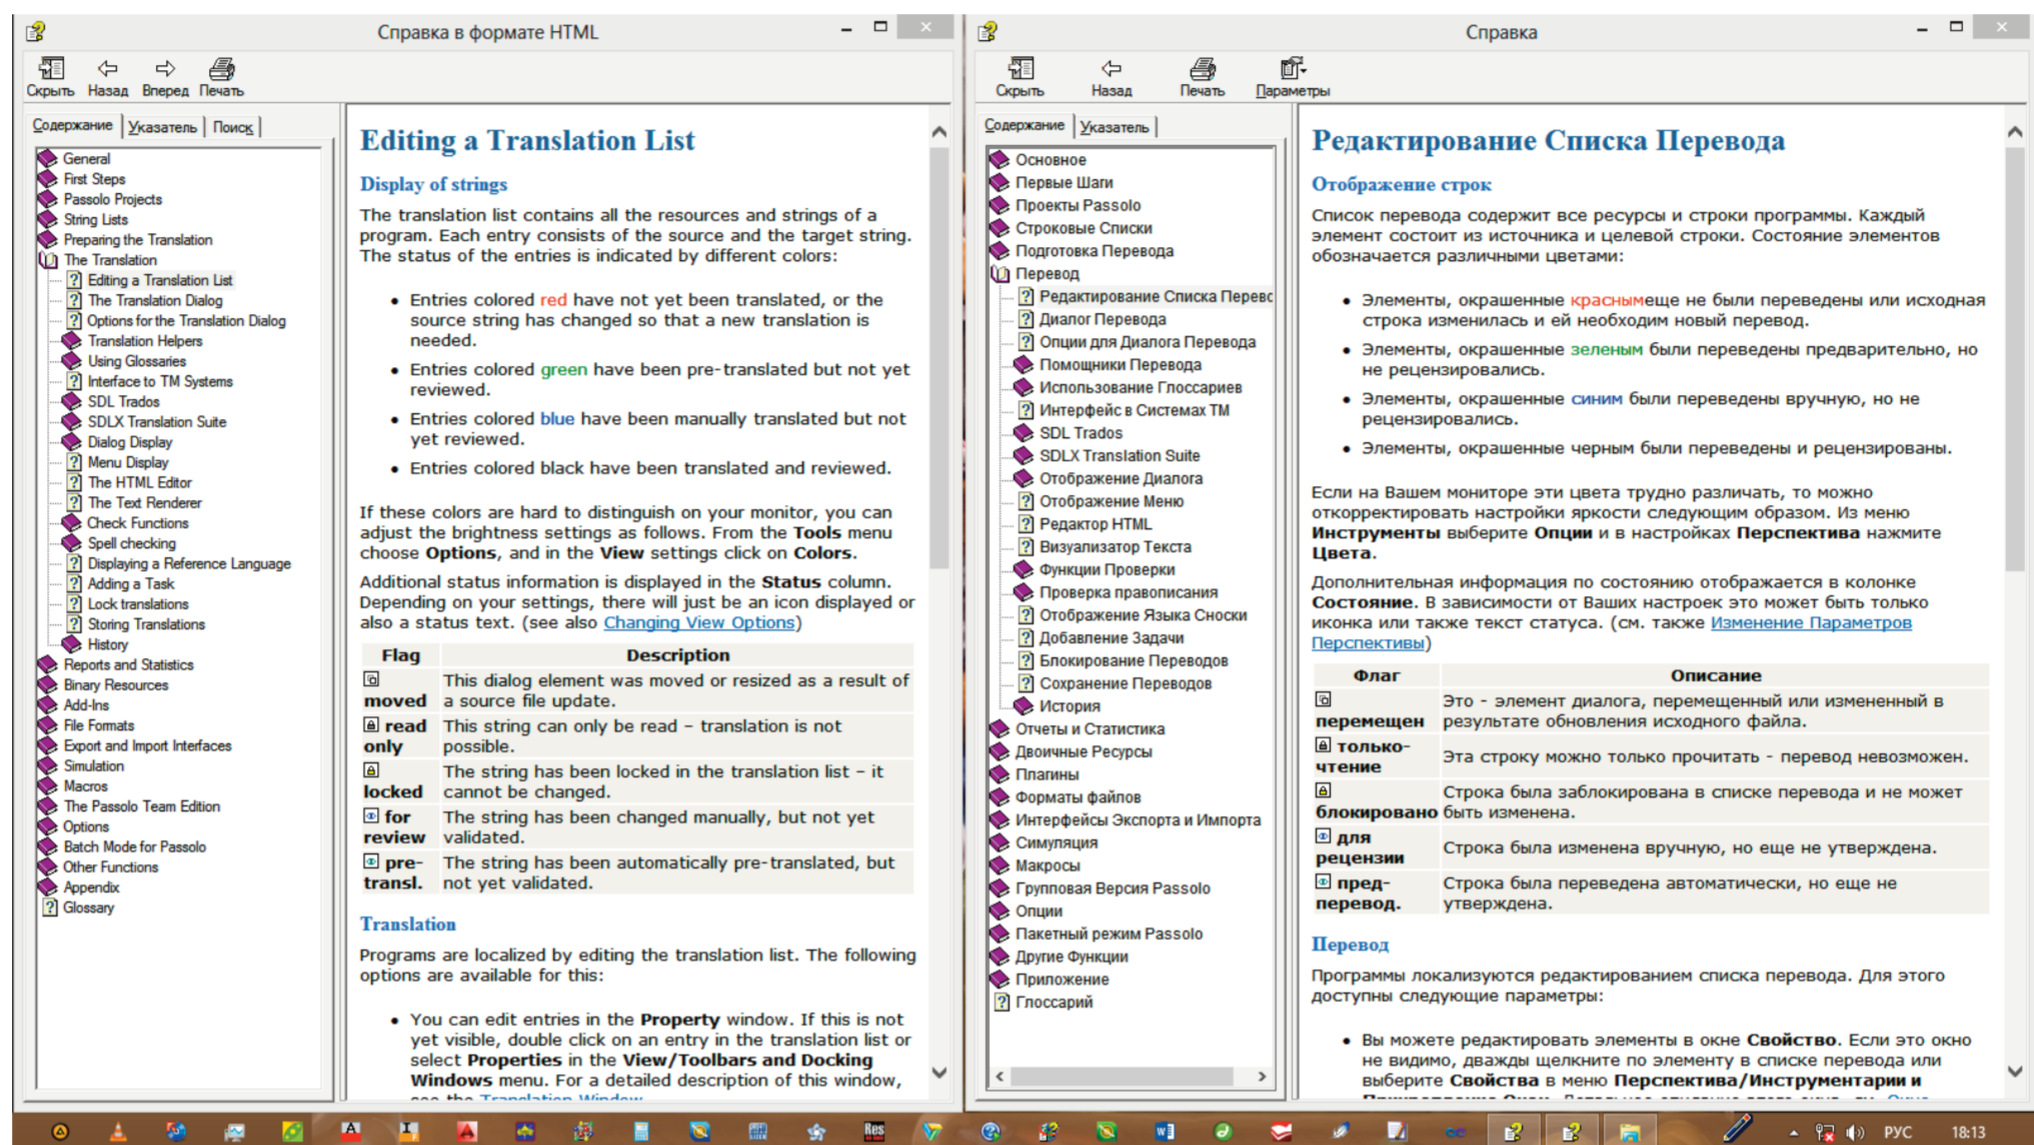 Справка в формате HTML
Скрыть Назад Вперед Печать
Содержание Указатель Поиск
General
First Steps
Passolo Projects
String Lists
Preparing the Translation
The Translation
Editing a Translation List
The Translation Dialog
Options for the Translation Dialog
Translation Helpers
Using Glossaries
Interface to TM Systems
SDL Trados
SDLX Translation Suite
Dialog Display
Menu Display
The HTML Editor
The Text Renderer
Check Functions
Spell checking
Displaying a Reference Language
Adding a Task
Lock translations
Storing Translations
History
Reports and Statistics
Binary Resources
Add-Ins
File Formats
Export and Import Interfaces
Simulation
Macros
The Passolo Team Edition
Options
Batch Mode for Passolo
Other Functions
Appendix
Glossary
Editing a Translation List
Display of strings
The translation list contains all the resources and strings of a
program. Each entry consists of the source and the target string.
The status of the entries is indicated by different colors:
• Entries colored red have not yet been translated, or the
source string has changed so that a new translation is
needed.
• Entries colored green have been pre-translated but not yet
reviewed.
• Entries colored blue have been manually translated but not
yet reviewed.
• Entries colored black have been translated and reviewed.
If these colors are hard to distinguish on your monitor, you can
adjust the brightness settings as follows. From the Tools menu
choose Options, and in the View settings click on Colors.
Additional status information is displayed in the Status column.
Depending on your settings, there will just be an icon displayed or
also a status text. (see also Changing View Options)
Flag Description
moved This dialog element was moved or resized as a result of
a source file update.
read only This string can only be read – translation is not
possible.
locked The string has been locked in the translation list – it
cannot be changed.
for review The string has been changed manually, but not yet
validated.
pre-transl. The string has been automatically pre-translated, but
not yet validated.
Translation
Programs are localized by editing the translation list. The following
options are available for this:
• You can edit entries in the Property window. If this is not
yet visible, double click on an entry in the translation list or
select Properties in the View/Toolbars and Docking
Windows menu. For a detailed description of this window,
see the Translation Window
Справка
Скрыть Назад Печать Параметры
Содержание Указатель
Основное
Первые Шаги
Проекты Passolo
Строковые Списки
Подготовка Перевода
Перевод
Редактирование Списка Перевс
Диалог Перевода
Опции для Диалога Перевода
Помощники Перевода
Использование Глоссариев
Интерфейс в Системах TM
SDL Trados
SDLX Translation Suite
Отображение Диалога
Отображение Меню
Редактор HTML
Визуализатор Текста
Функции Проверки
Проверка правописания
Отображение Языка Сноски
Добавление Задачи
Блокирование Переводов
Сохранение Переводов
История
Отчеты и Статистика
Двоичные Ресурсы
Плагины
Форматы файлов
Интерфейсы Экспорта и Импорта
Симуляция
Макросы
Групповая Версия Passolo
Опции
Пакетный режим Passolo
Другие Функции
Приложение
Глоссарий
Редактирование Списка Перевода
Отображение строк
Список перевода содержит все ресурсы и строки программы. Каждый
элемент состоит из источника и целевой строки. Состояние элементов
обозначается различными цветами:
• Элементы, окрашенные краснымеще не были переведены или исходная
строка изменилась и ей необходим новый перевод.
• Элементы, окрашенные зеленым были переведены предварительно, но
не рецензировались.
• Элементы, окрашенные синим были переведены вручную, но не
рецензировались.
• Элементы, окрашенные черным были переведены и рецензированы.
Если на Вашем мониторе эти цвета трудно различать, то можно
откорректировать настройки яркости следующим образом. Из меню
Инструменты выберите Опции и в настройках Перспектива нажмите
Цвета.
Дополнительная информация по состоянию отображается в колонке
Состояние. В зависимости от Ваших настроек это может быть только
иконка или также текст статуса. (см. также Изменение Параметров
Перспективы)
Флаг Описание
перемещен Это - элемент диалога, перемещенный или измененный в
результате обновления исходного файла.
только-чтение Эта строку можно только прочитать - перевод невозможен.
блокировано Строка была заблокирована в списке перевода и не может
быть изменена.
для рецензии Строка была изменена вручную, но еще не утверждена.
пред-перевод. Строка была переведена автоматически, но еще не
утверждена.
Перевод
Программы локализуются редактированием списка перевода. Для этого
доступны следующие параметры:
• Вы можете редактировать элементы в окне Свойство. Если это окно
не видимо, дважды щелкните по элементу в списке перевода или
выберите Свойства в меню Перспектива/Инструментарии и
Res
РУС 18:13